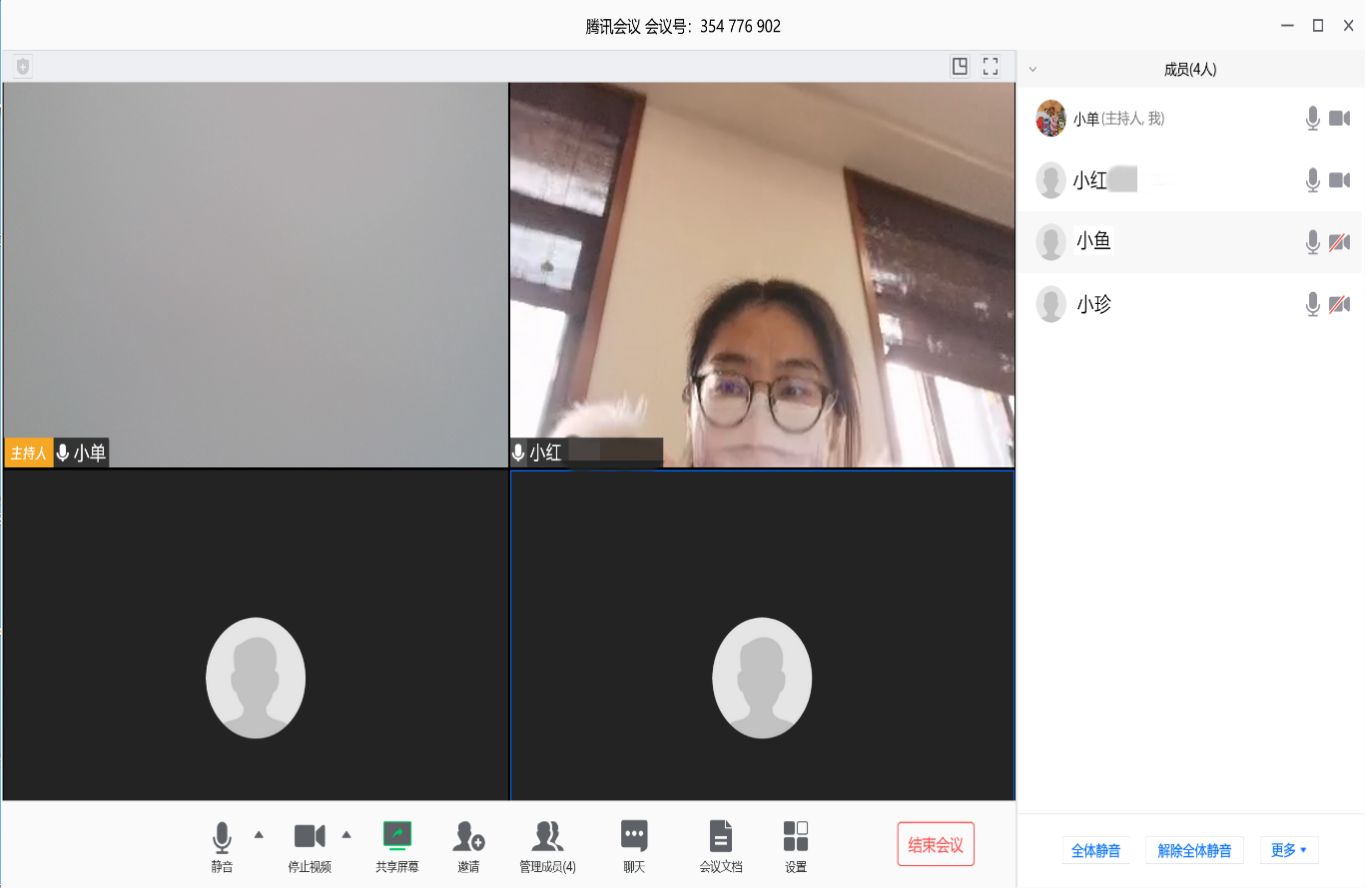 腾讯会议 会议号：354 776 902
成员(4人)
小单(主持人, 我)
小红
小鱼
小珍
主持人 小单
小红
静音
停止视频
共享屏幕
邀请
管理成员(4)
聊天
会议文档
设置
结束会议
全体静音
解除全体静音
更多